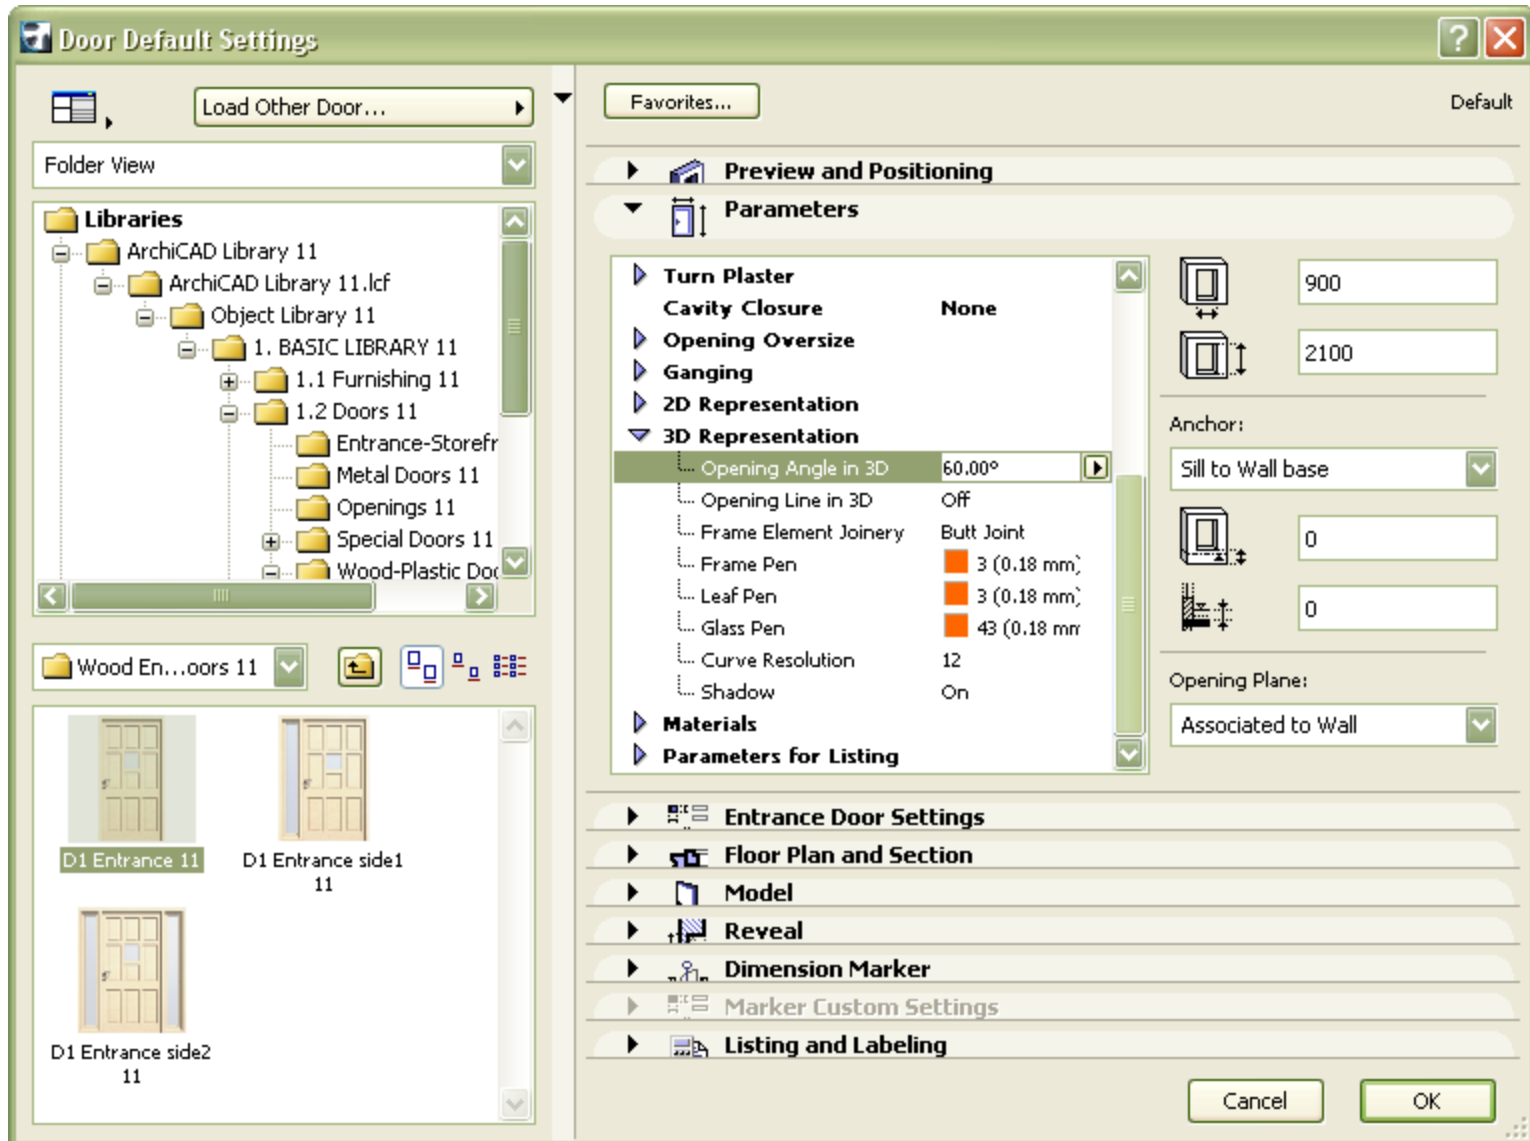 Door Default Settings
Load Other Door...
Folder View
Libraries
ArchiCAD Library 11
ArchiCAD Library 11.lcf
Object Library 11
1. BASIC LIBRARY 11
1.1 Furnishing 11
1.2 Doors 11
Entrance-Storefr
Metal Doors 11
Openings 11
Special Doors 11
Wood-Plastic Doo
Wood En...oors 11
D1 Entrance 11
D1 Entrance side1
11
D1 Entrance side2
11
Favorites...
Default
Preview and Positioning
Parameters
Turn Plaster
Cavity Closure None
Opening Oversize
Ganging
2D Representation
3D Representation
Opening Angle in 3D 60.00°
Opening Line in 3D Off
Frame Element Joinery Butt Joint
Frame Pen 3 (0.18 mm)
Leaf Pen 3 (0.18 mm)
Glass Pen 43 (0.18 mm
Curve Resolution 12
Shadow On
Materials
Parameters for Listing
900
2100
Anchor:
Sill to Wall base
0
0
Opening Plane:
Associated to Wall
Entrance Door Settings
Floor Plan and Section
Model
Reveal
Dimension Marker
Marker Custom Settings
Listing and Labeling
Cancel
OK